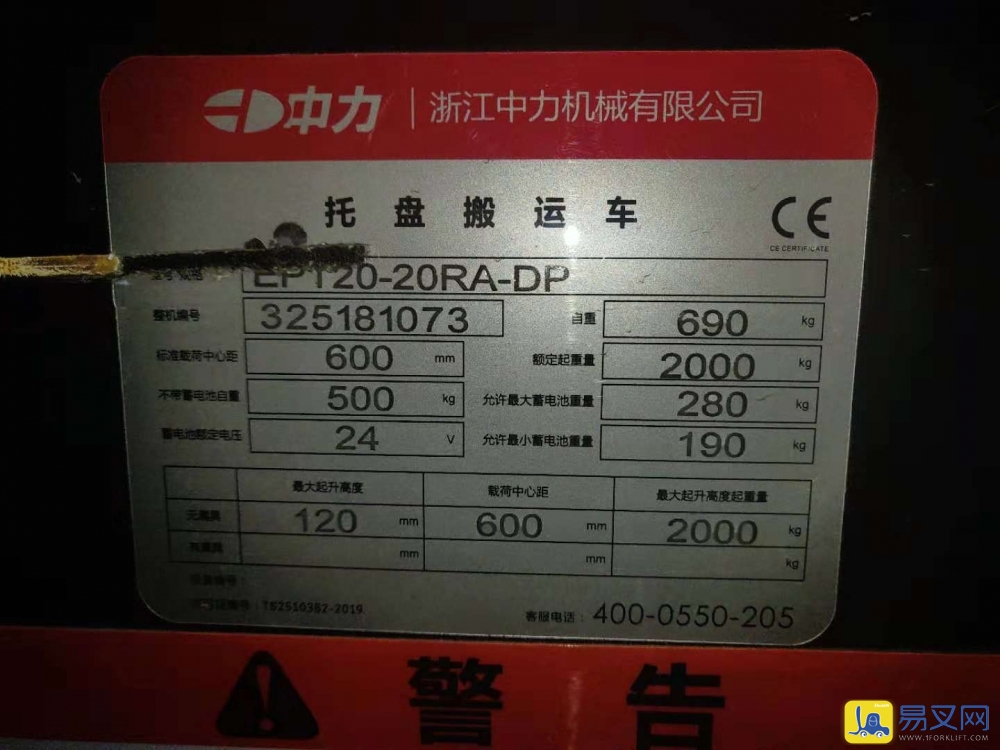 中力 浙江中力机械有限公司
托盘搬运车
CE
CE CERTIFICATE
EPT20-20RA-DP
整机编号 325181073 自重 690 kg
标准载荷中心距 600 mm 额定起重量 2000 kg
不带蓄电池自重 500 kg 允许最大蓄电池重量 280 kg
蓄电池额定电压 24 V 允许最小蓄电池重量 190 kg
最大起升高度 载荷中心距 最大起升高度起重量
无属具 120 mm 600 mm 2000 kg
有属具 mm mm kg
TS2510382-2019
客服电话： 400-0550-205
警告
易叉网
WWW.1FORKLIFT.COM